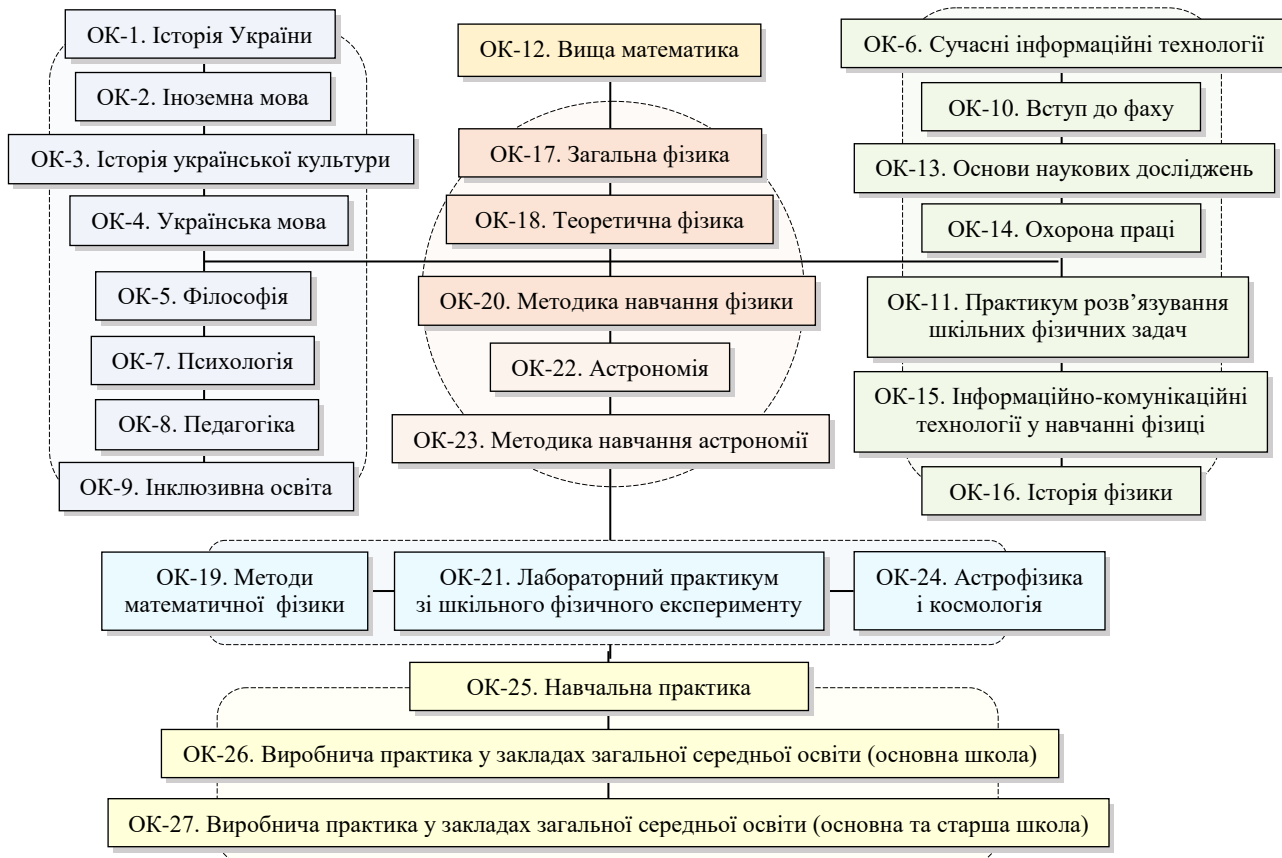 ОК-1. Історія України
ОК-2. Іноземна мова
ОК-3. Історія української культури
ОК-4. Українська мова
ОК-5. Філософія
ОК-7. Психологія
ОК-8. Педагогіка
ОК-9. Інклюзивна освіта
ОК-12. Вища математика
ОК-17. Загальна фізика
ОК-18. Теоретична фізика
ОК-20. Методика навчання фізики
ОК-22. Астрономія
ОК-23. Методика навчання астрономії
ОК-6. Сучасні інформаційні технології
ОК-10. Вступ до фаху
ОК-13. Основи наукових досліджень
ОК-14. Охорона праці
ОК-11. Практикум розв’язування
шкільних фізичних задач
ОК-15. Інформаційно-комунікаційні
технології у навчанні фізиці
ОК-16. Історія фізики
ОК-19. Методи
математичної фізики
ОК-21. Лабораторний практикум
зі шкільного фізичного експерименту
ОК-24. Астрофізика
і космологія
ОК-25. Навчальна практика
ОК-26. Виробнича практика у закладах загальної середньої освіти (основна школа)
ОК-27. Виробнича практика у закладах загальної середньої освіти (основна та старша школа)